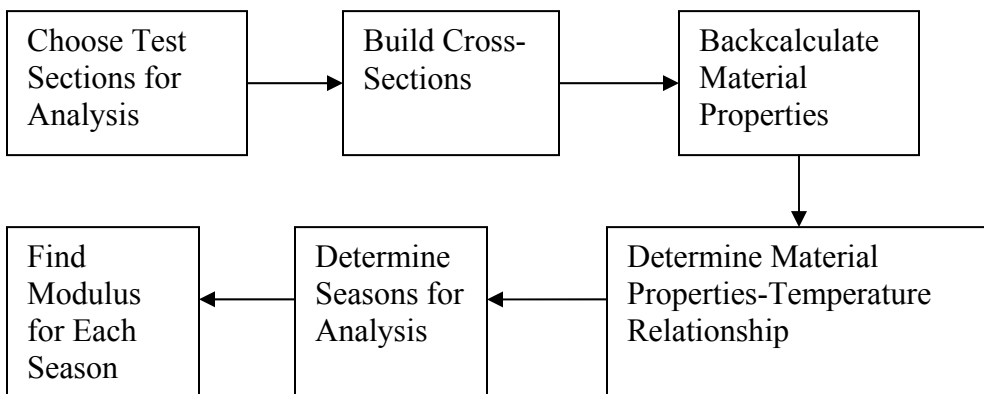 Choose Test
Sections for
Analysis
Build Cross-
Sections
Backcalculate
Material
Properties
Determine Material
Properties-Temperature
Relationship
Determine
Seasons for
Analysis
Find
Modulus
for Each
Season